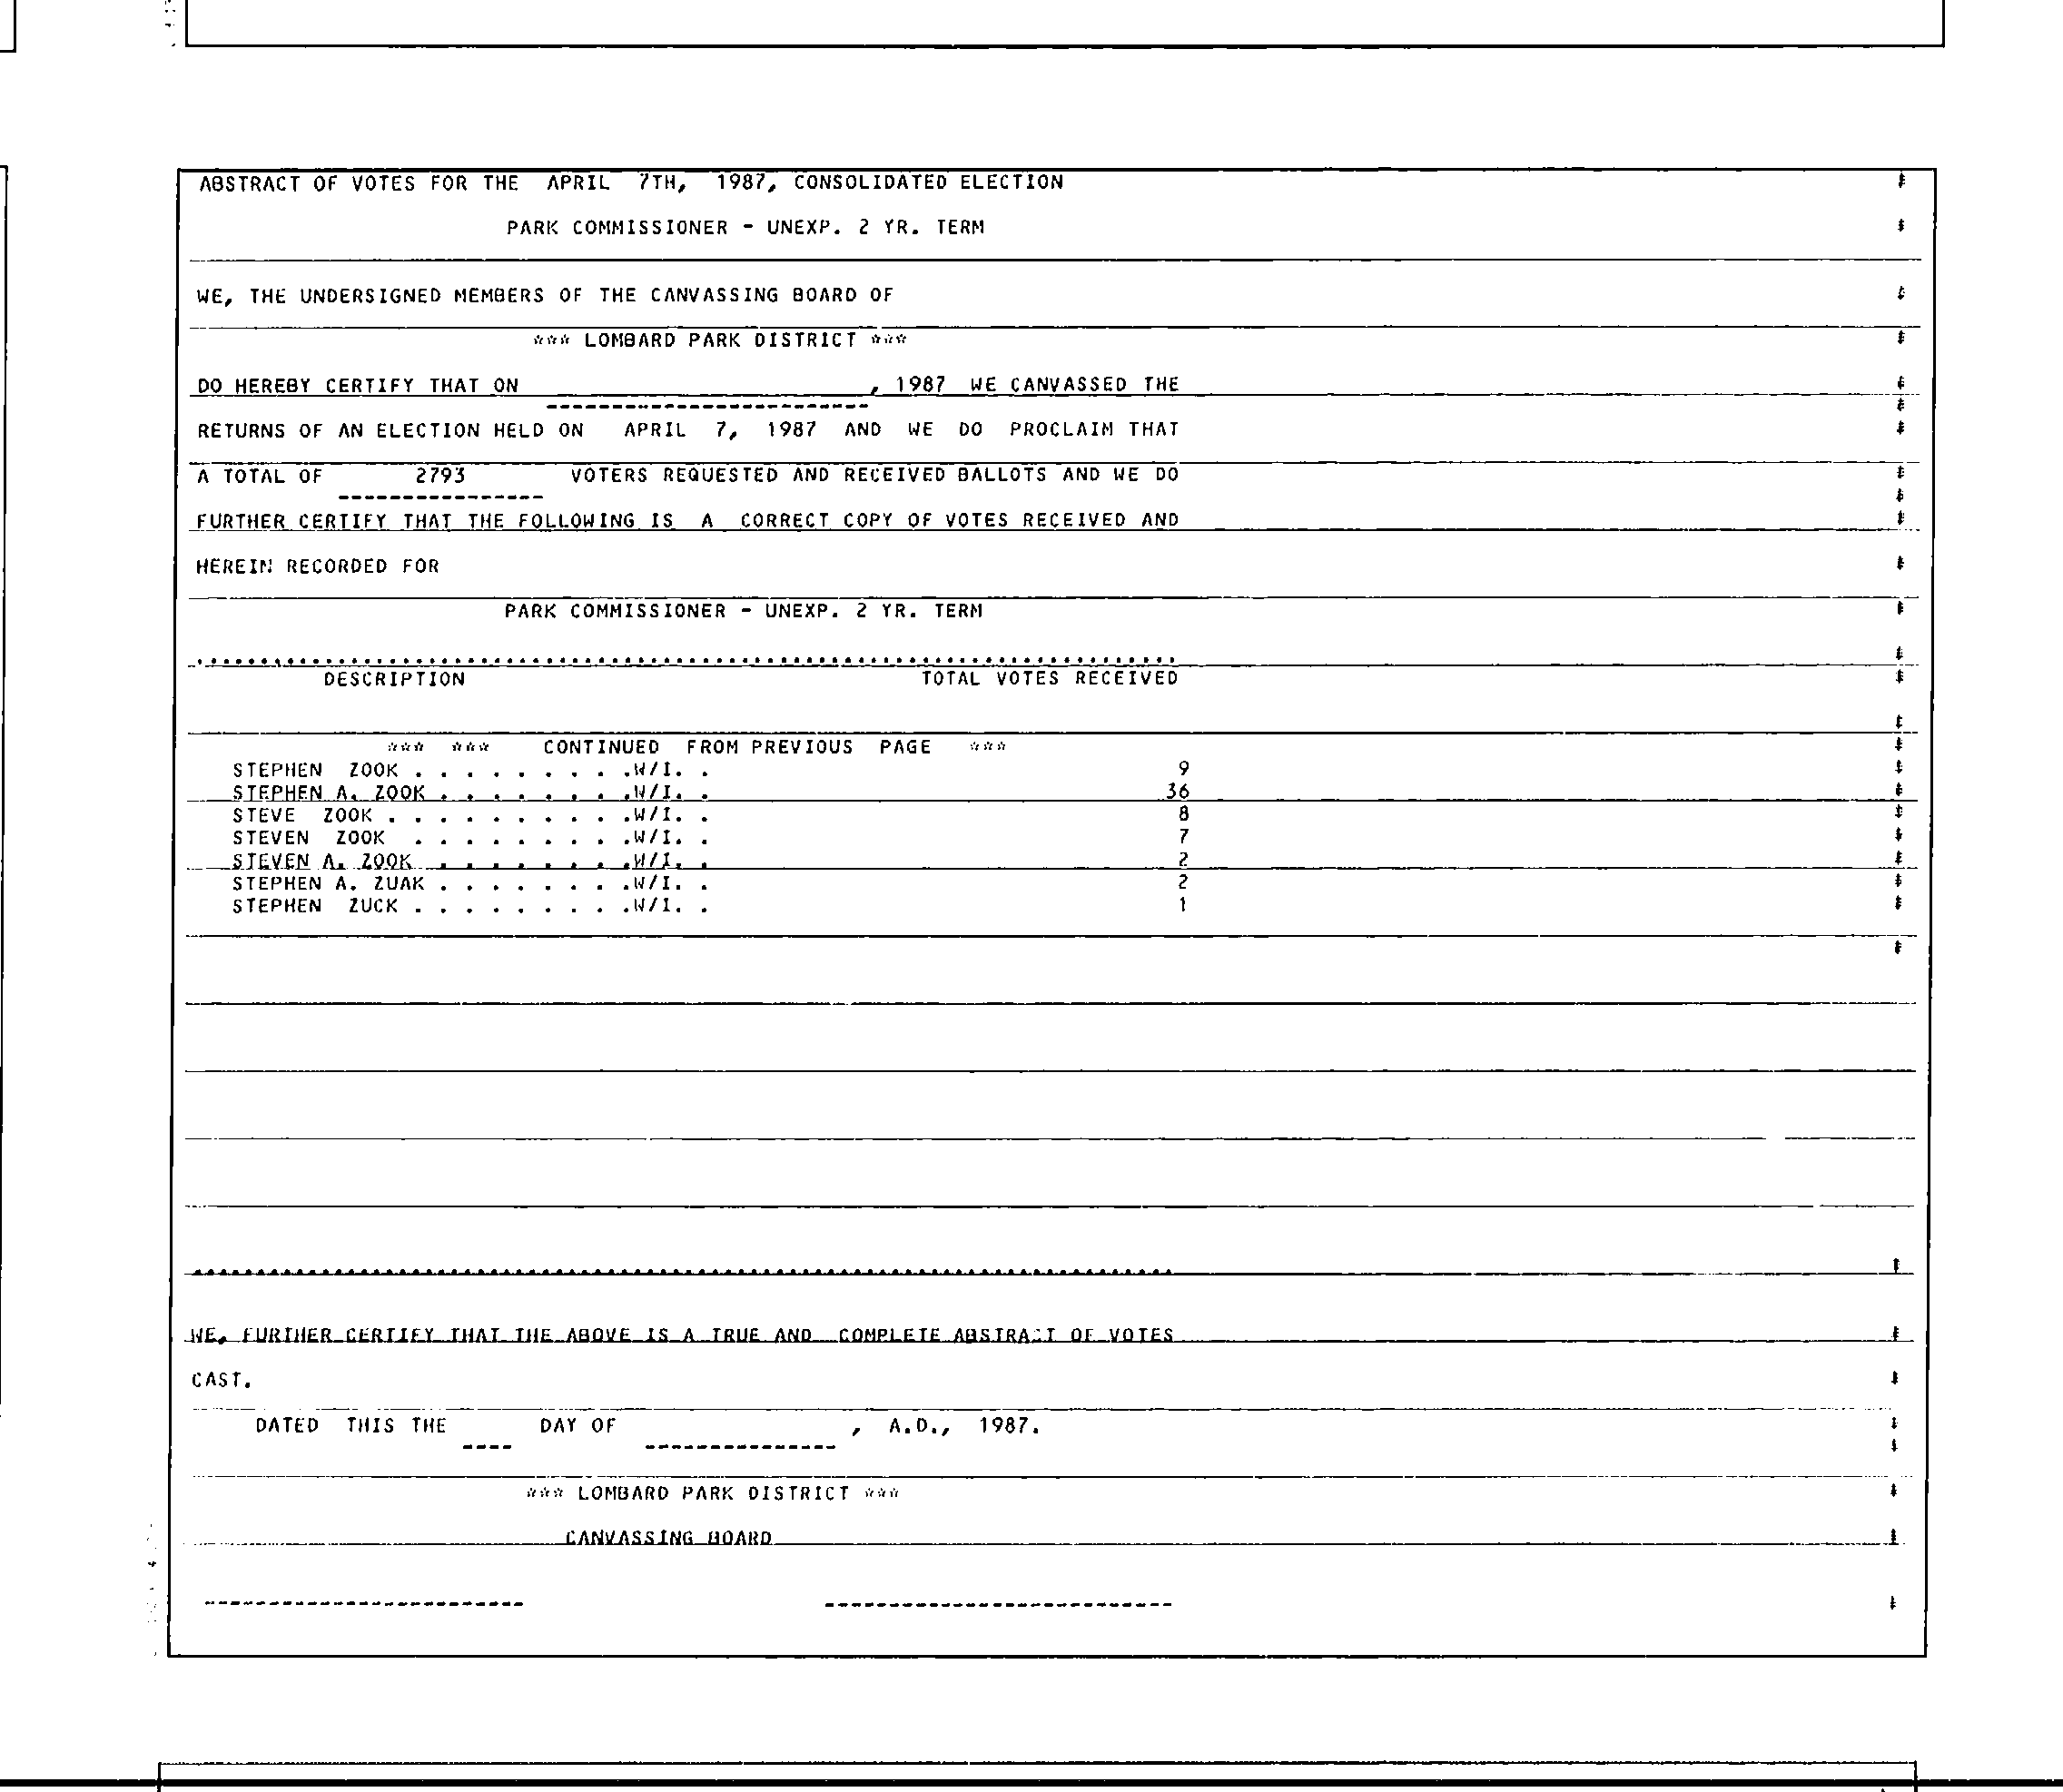 ABSTRACT OF VOTES FOR THE APRIL 7TH, 1987, CONSOLIDATED ELECTION
PARK COMMISSIONER - UNEXP. 2 YR. TERM
WE, THE UNDERSIGNED MEMBERS OF THE CANVASSING BOARD OF
*** LOMBARD PARK DISTRICT ***
DO HEREBY CERTIFY THAT ON , 1987 WE CANVASSED THE
RETURNS OF AN ELECTION HELD ON APRIL 7, 1987 AND WE DO PROCLAIM THAT
A TOTAL OF 2793 VOTERS REQUESTED AND RECEIVED BALLOTS AND WE DO
FURTHER CERTIFY THAT THE FOLLOWING IS A CORRECT COPY OF VOTES RECEIVED AND
HEREIN RECORDED FOR
PARK COMMISSIONER - UNEXP. 2 YR. TERM
DESCRIPTION TOTAL VOTES RECEIVED
*** *** CONTINUED FROM PREVIOUS PAGE ***
STEPHEN ZOOK . . . . . . . . .W/I. . 9
STEPHEN A. ZOOK . . . . . . . .W/I. . 36
STEVE ZOOK . . . . . . . . . .W/I. . 8
STEVEN ZOOK . . . . . . . . .W/I. . 7
STEVEN A. ZOOK . . . . . . . .W/I. . 2
STEPHEN A. ZUAK . . . . . . . .W/I. . 2
STEPHEN ZUCK . . . . . . . . .W/I. . 1
WE, FURTHER CERTIFY THAT THE ABOVE IS A TRUE AND COMPLETE ABSTRACT OF VOTES
CAST.
DATED THIS THE ---- DAY OF ---------------, A.D., 1987.
*** LOMBARD PARK DISTRICT ***
CANVASSING BOARD